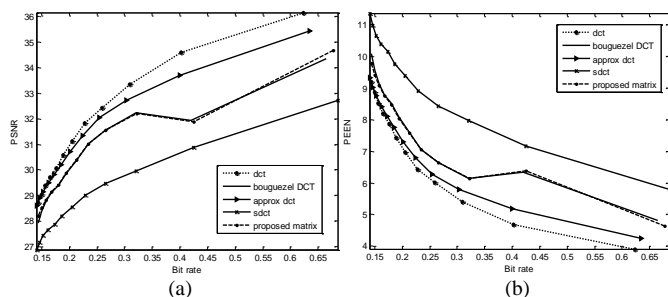 36
35
34
33
32
31
30
29
28
27
PSNR
0.15 0.2 0.25 0.3 0.35 0.4 0.45 0.5 0.55 0.6 0.65
Bit rate
dct
bouguezel DCT
approx dct
sdct
proposed matrix
(a)
11
10
9
8
7
6
5
4
PEEN
0.15 0.2 0.25 0.3 0.35 0.4 0.45 0.5 0.55 0.6 0.65
Bit rate
dct
bouguezel DCT
approx dct
sdct
proposed matrix
(b)